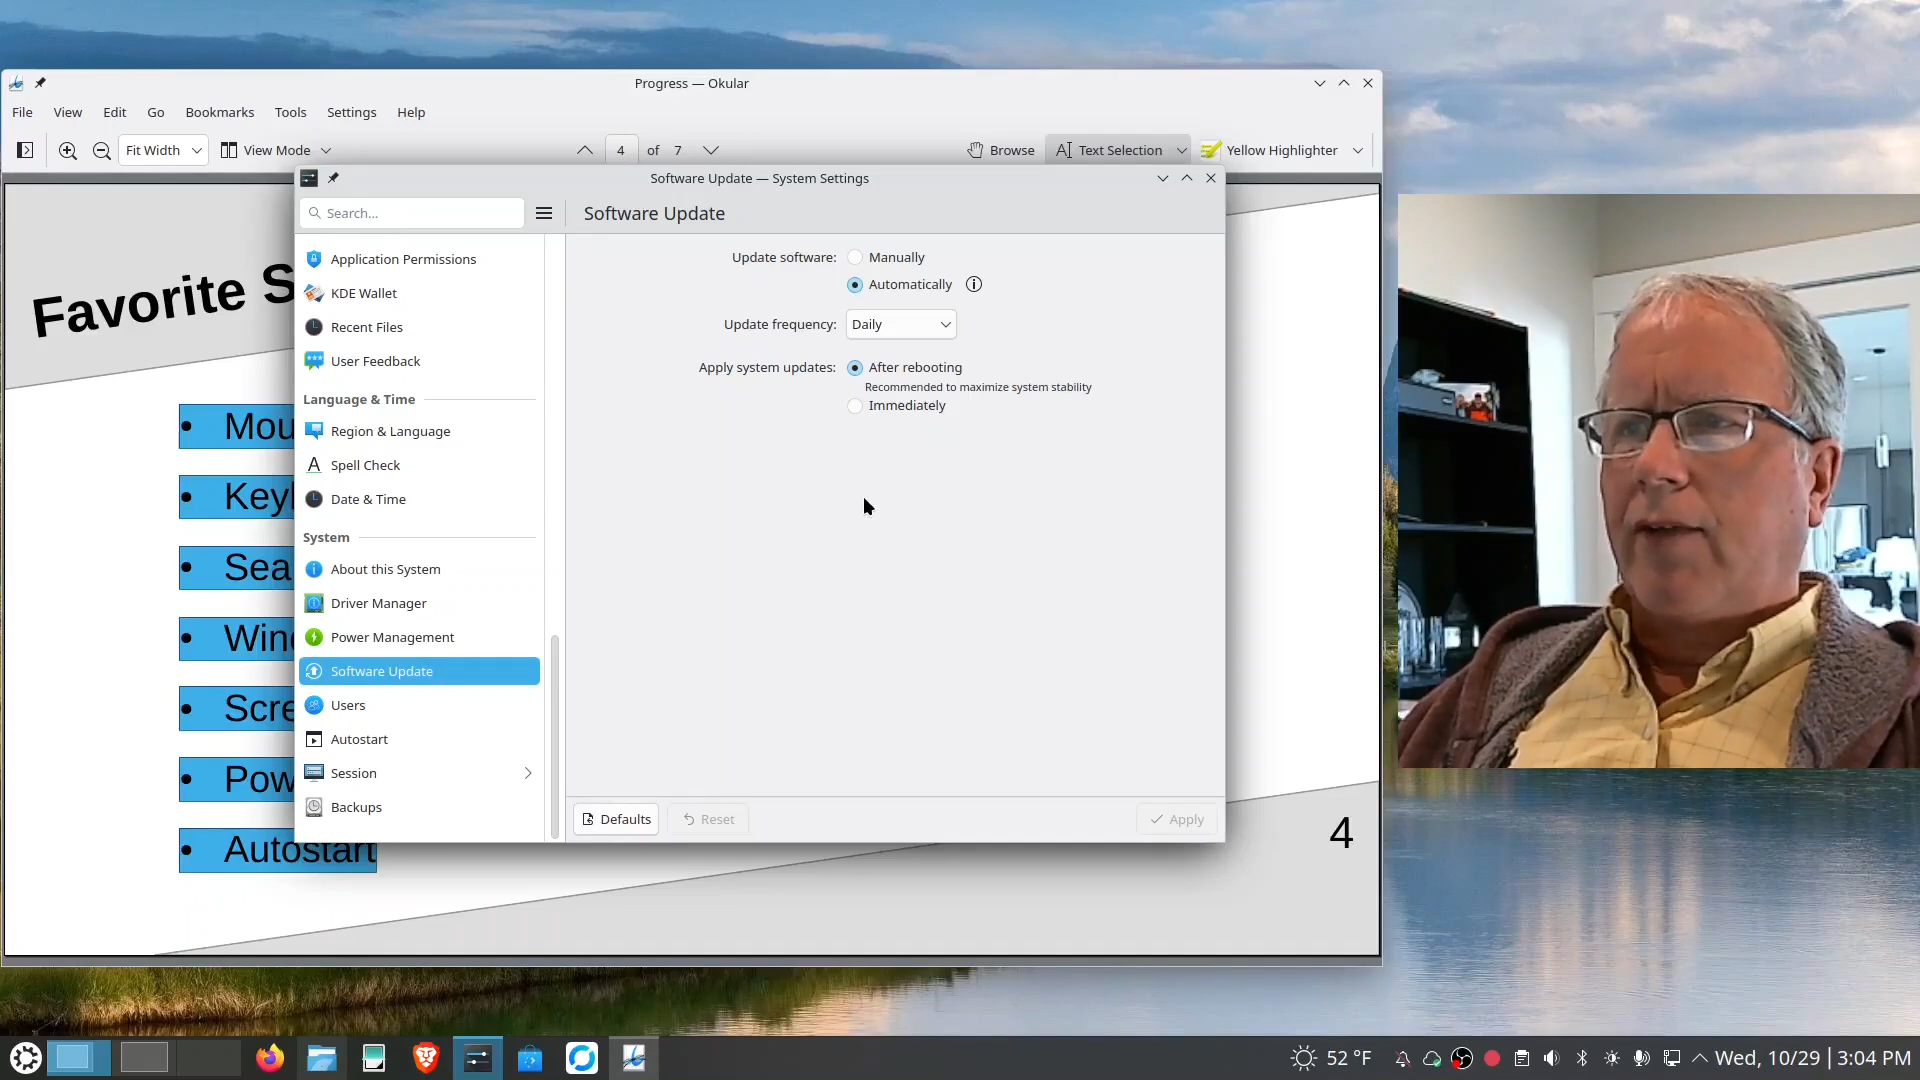 Progress — Okular
File View Edit Go Bookmarks Tools Settings Help
Fit Width View Mode 4 of 7 Browse Text Selection Yellow Highlighter
Software Update — System Settings
Search...
Software Update
Favorite S
Mou
Key
Sea
Win
Scre
Pow
Autostart
4
Application Permissions
KDE Wallet
Recent Files
User Feedback
Language & Time
Region & Language
Spell Check
Date & Time
System
About this System
Driver Manager
Power Management
Software Update
Users
Autostart
Session
Backups
Update software: Manually
Automatically
Update frequency: Daily
Apply system updates: After rebooting
Recommended to maximize system stability
Immediately
Defaults Reset Apply
52 °F Wed, 10/29 | 3:04 PM